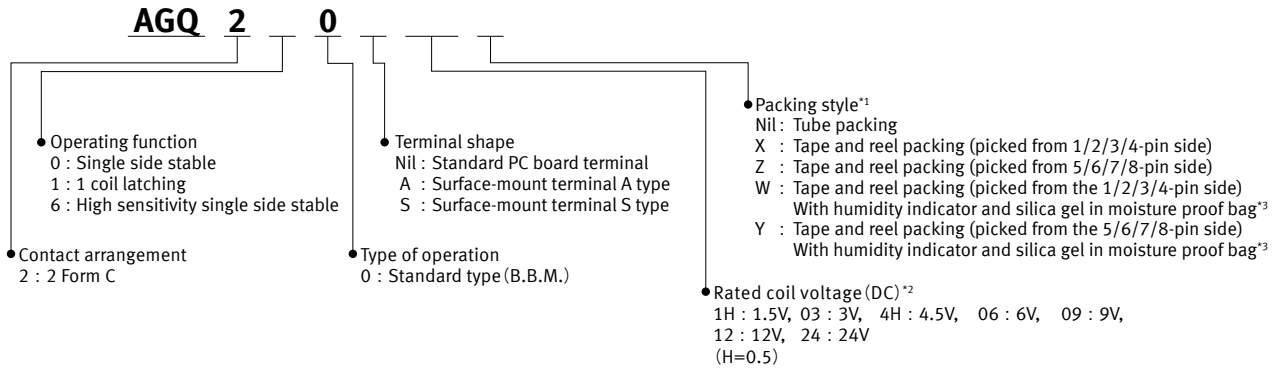 AGQ 2 0
Operating function
0 : Single side stable
1 : 1 coil latching
6 : High sensitivity single side stable
Contact arrangement
2 : 2 Form C
Terminal shape
Nil : Standard PC board terminal
A : Surface-mount terminal A type
S : Surface-mount terminal S type
Type of operation
0 : Standard type (B.B.M.)
Packing style*1
Nil : Tube packing
X : Tape and reel packing (picked from 1/2/3/4-pin side)
Z : Tape and reel packing (picked from 5/6/7/8-pin side)
W : Tape and reel packing (picked from the 1/2/3/4-pin side)
With humidity indicator and silica gel in moisture proof bag*3
Y : Tape and reel packing (picked from the 5/6/7/8-pin side)
With humidity indicator and silica gel in moisture proof bag*3
Rated coil voltage (DC)*2
1H : 1.5V, 03 : 3V, 4H : 4.5V, 06 : 6V, 09 : 9V,
12 : 12V, 24 : 24V
(H=0.5)